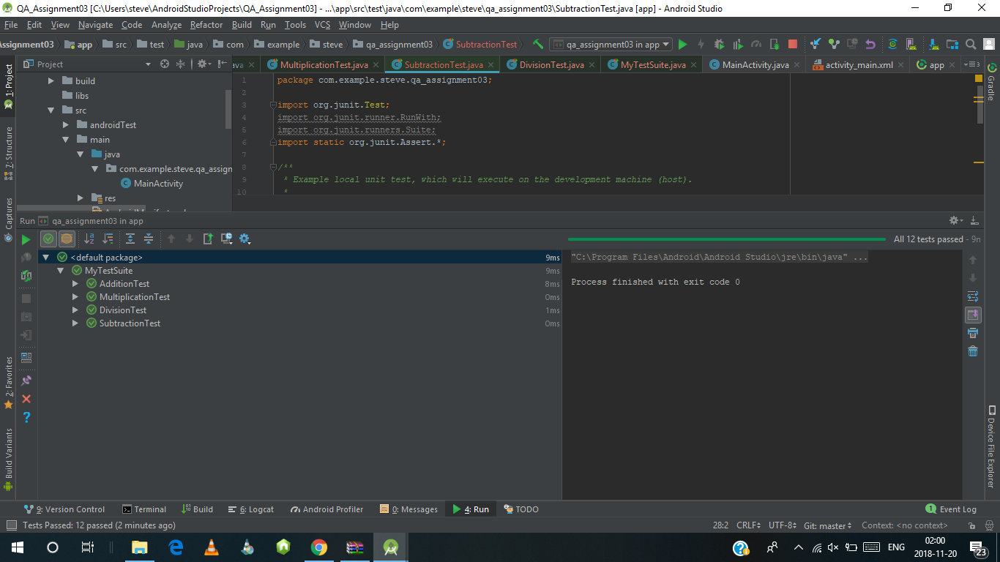 QA_Assignment03 [C:\Users\steve\AndroidStudioProjects\QA_Assignment03] - ...\app\src\test\java\com\example\steve\qa_assignment03\SubtractionTest.java [app] - Android Studio
File Edit View Navigate Code Analyze Refactor Build Run Tools VCS Window Help
ssignment03 app src test java com example steve qa_assignment03 SubtractionTest qa_assignment03 in app
1: Project
7: Structure
Captures
2: Favorites
Build Variants
Project
build
libs
src
androidTest
main
java
com.example.steve.qa_assign
MainActivity
res
ava MultiplicationTest.java SubtractionTest.java DivisionTest.java MyTestSuite.java MainActivity.java activity_main.xml app 3
1 package com.example.steve.qa_assignment03;
2
3 import org.junit.Test;
4 import org.junit.runner.RunWith;
5 import org.junit.runners.Suite;
6 import static org.junit.Assert.*;
7
8 /**
9 * Example local unit test, which will execute on the development machine (host).
10 *
Gradle
Device File Explorer
Run qa_assignment03 in app
All 12 tests passed - 9n
<default package> 9ms
MyTestSuite 9ms
AdditionTest 8ms
MultiplicationTest 0ms
DivisionTest 1ms
SubtractionTest 0ms
"C:\Program Files\Android\Android Studio\jre\bin\java" ...
Process finished with exit code 0
9: Version Control Terminal Build 6: Logcat Android Profiler 0: Messages 4: Run TODO 1 Event Log
Tests Passed: 12 passed (2 minutes ago) 28:2 CRLF UTF-8 Git: master Context: <no context>
ENG
02:00
2018-11-20
23